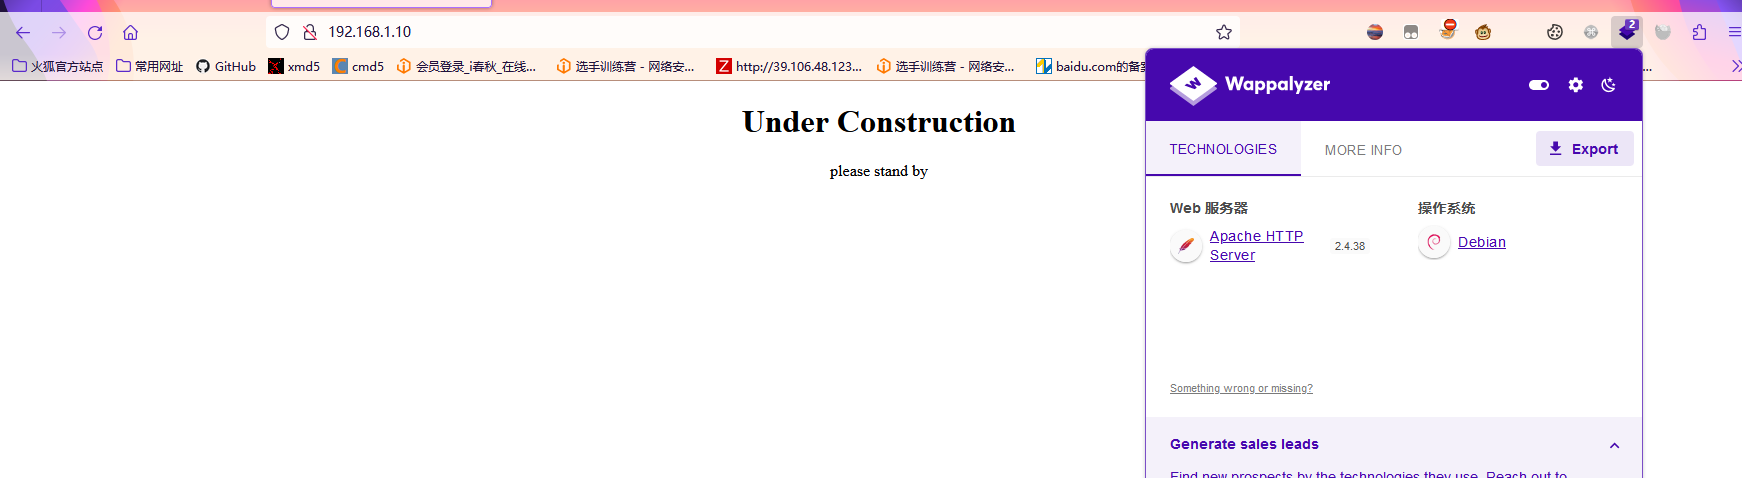 192.168.1.10
2
火狐官方站点 常用网址 GitHub xmd5 cmd5 会员登录_i春秋_在线... 选手训练营 - 网络安... http://39.106.48.123... 选手训练营 - 网络安... baidu.com的备案
Under Construction
please stand by
Wappalyzer
TECHNOLOGIES MORE INFO Export
Web 服务器 操作系统
Apache HTTP Server 2.4.38 Debian
Something wrong or missing?
Generate sales leads
Find new prospects by the technologies they use. Reach out to